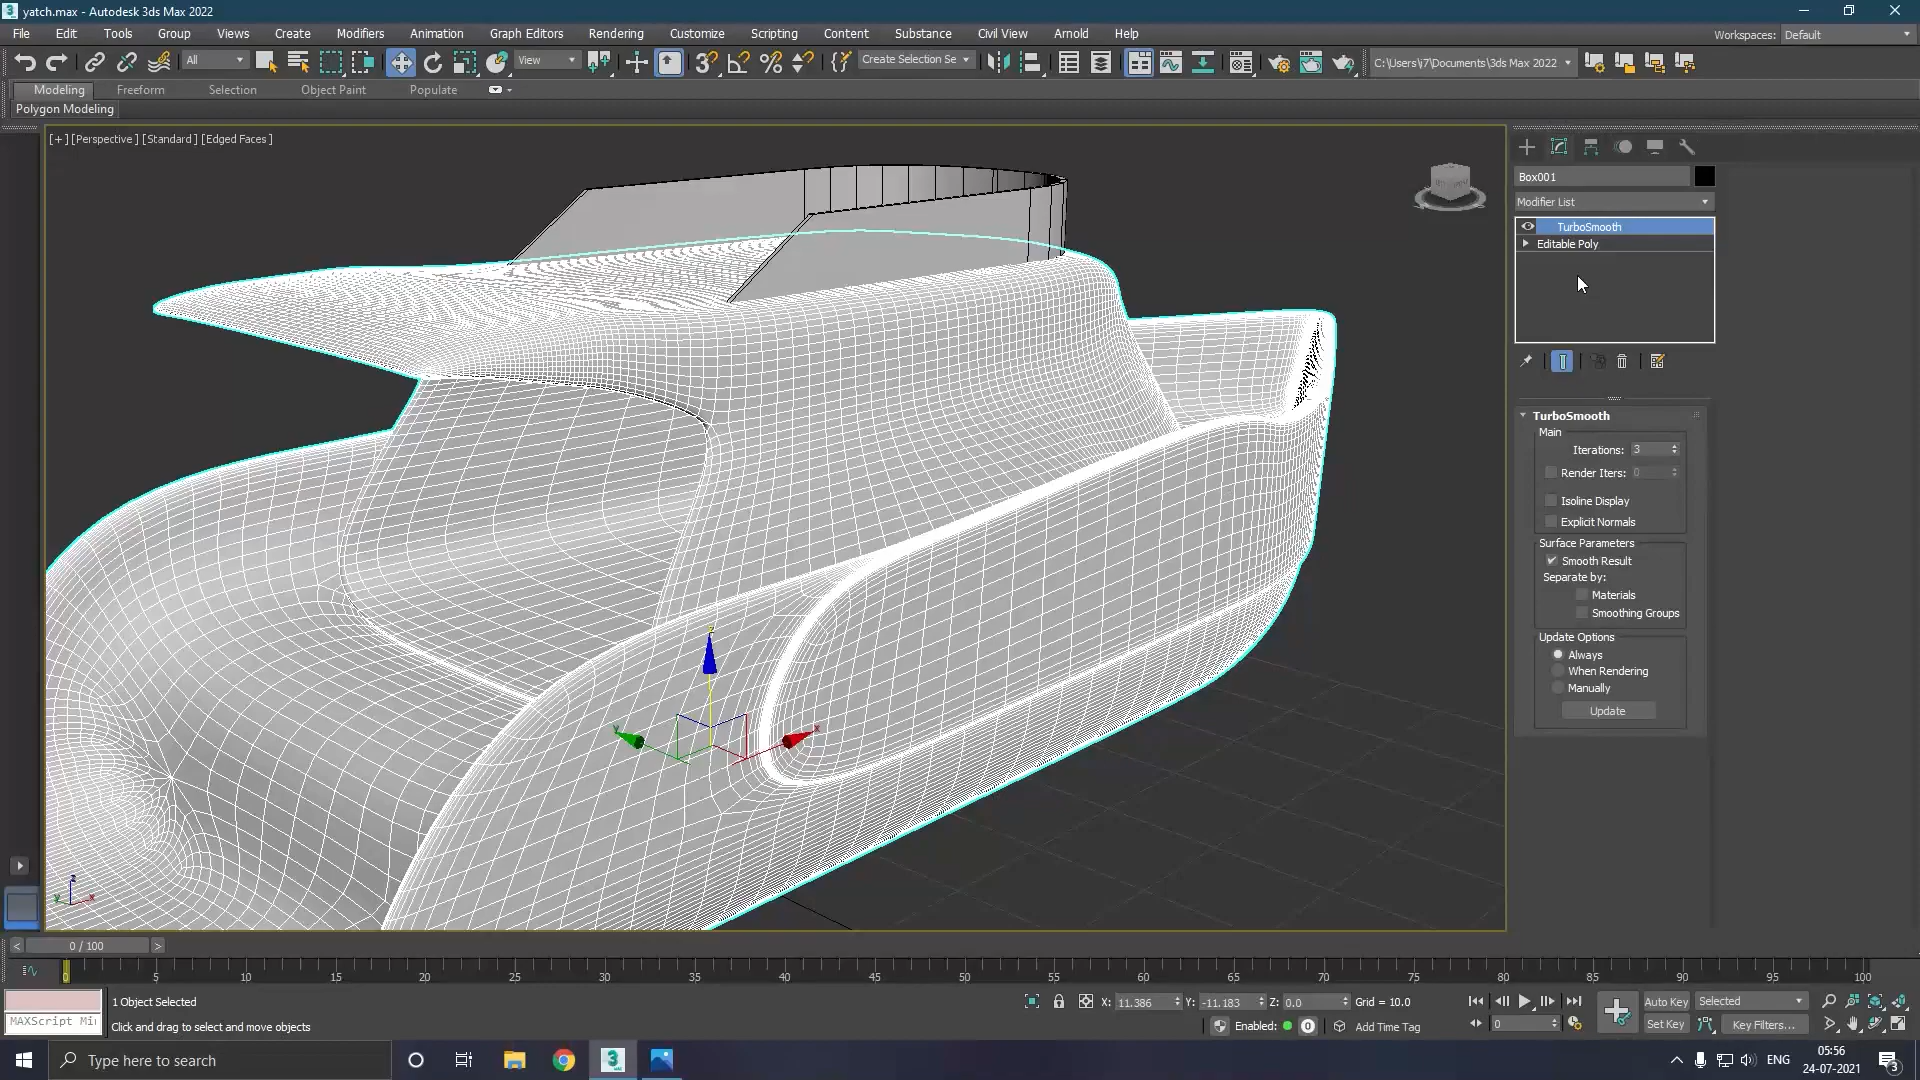 yatch.max - Autodesk 3ds Max 2022
File Edit Tools Group Views Create Modifiers Animation Graph Editors Rendering Customize Scripting Content Substance Civil View Arnold Help
Workspaces: Default
All View Create Selection Se C:\Users\j7\Documents\3ds Max 2022
Modeling Freeform Selection Object Paint Populate
Polygon Modeling
[+] [Perspective] [Standard] [Edged Faces]
Box001
Modifier List
TurboSmooth
Editable Poly
TurboSmooth
Main
Iterations: 3
Render Iters: 0
Isoline Display
Explicit Normals
Surface Parameters
Smooth Result
Separate by:
Materials
Smoothing Groups
Update Options
Always
When Rendering
Manually
Update
z
y
x
z
y
x
< 0 / 100 >
0 5 10 15 20 25 30 35 40 45 50 55 60 65 70 75 80 85 90 95 100
1 Object Selected
X: 11.386 Y: -11.183 Z: 0.0 Grid = 10.0
Auto Key Selected
MAXScript Mi
Click and drag to select and move objects
Enabled: 0 Add Time Tag
0
Set Key Key Filters...
Type here to search
3
ENG
05:56
24-07-2021
3